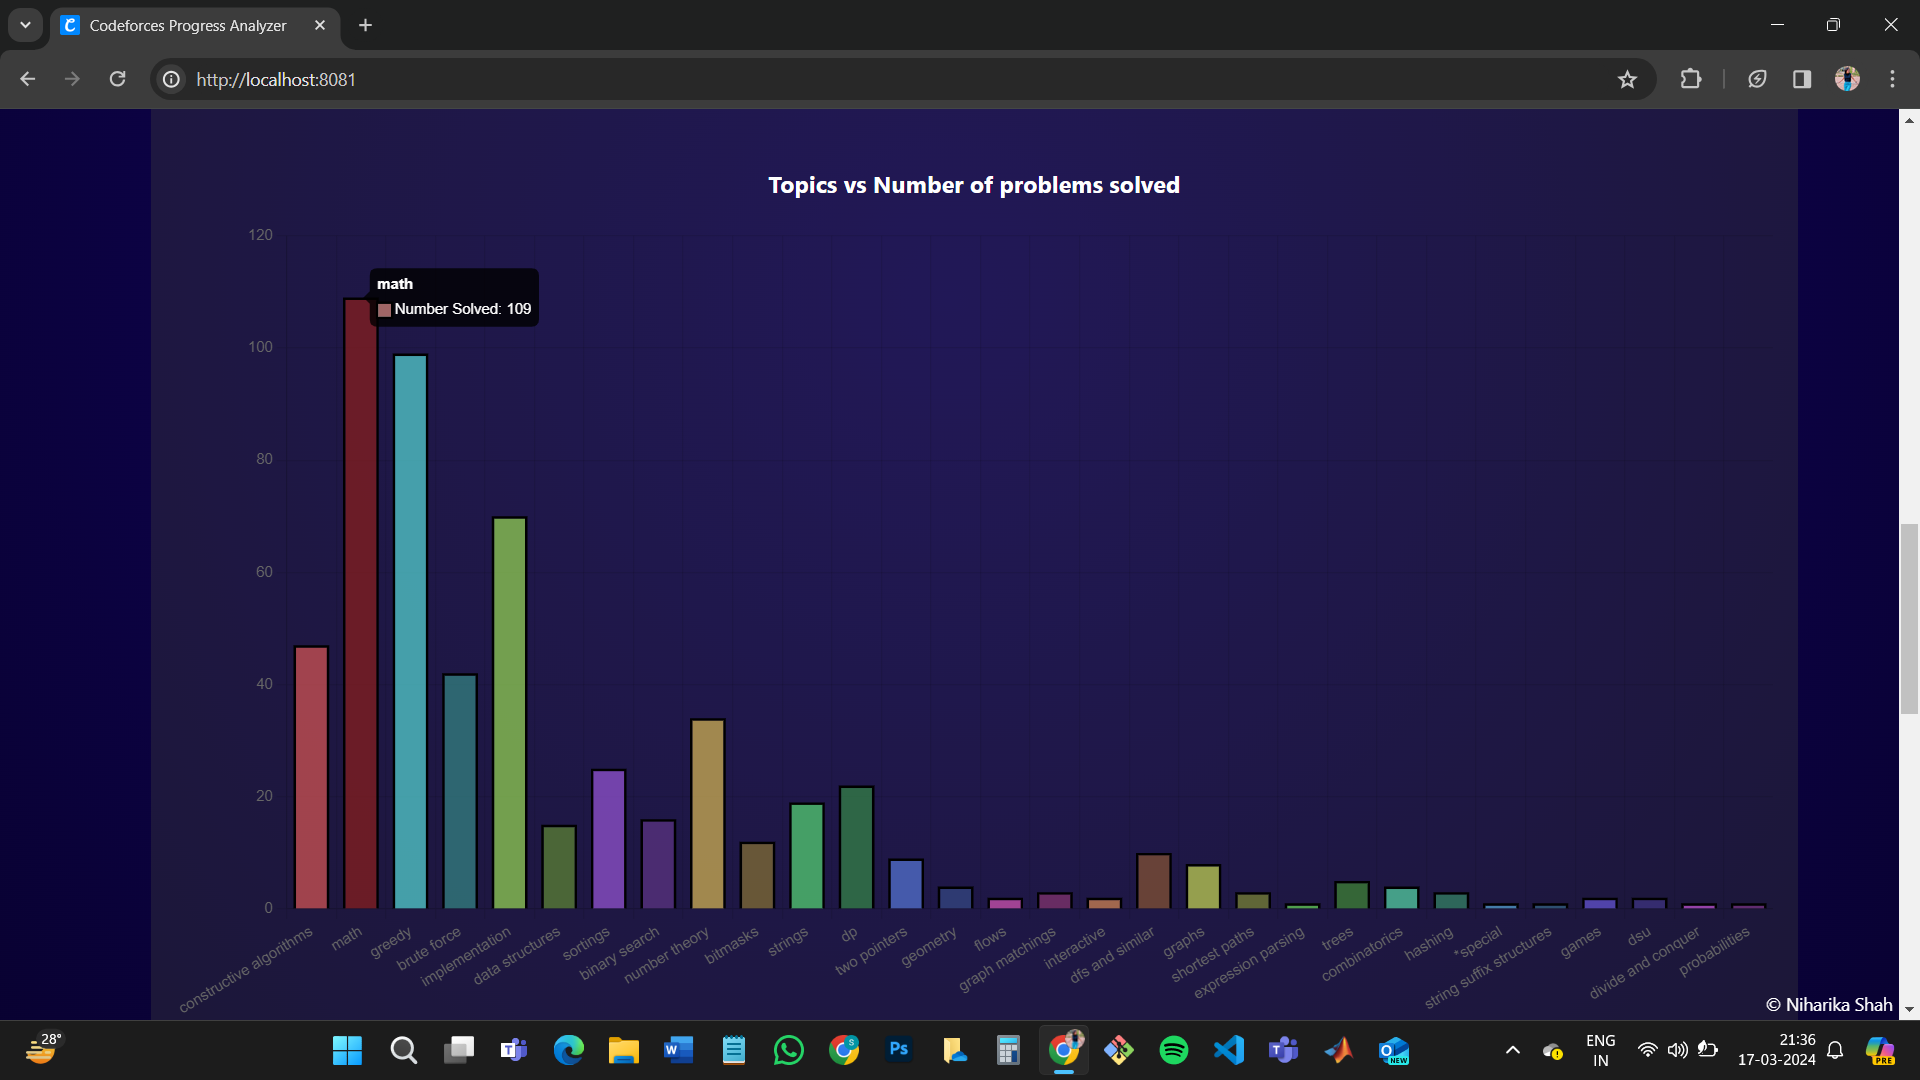 Codeforces Progress Analyzer
http://localhost:8081
Topics vs Number of problems solved
120
math
Number Solved: 109
100
80
60
40
20
0
constructive algorithms
math
greedy
brute force
implementation
data structures
sortings
binary search
number theory
bitmasks
strings
dp
two pointers
geometry
flows
graph matchings
interactive
dfs and similar
graphs
shortest paths
expression parsing
trees
combinatorics
hashing
*special
string suffix structures
games
dsu
divide and conquer
probabilities
© Niharika Shah
28°
W
S
Ps
NEW
ENG
IN
21:36
17-03-2024
PRE